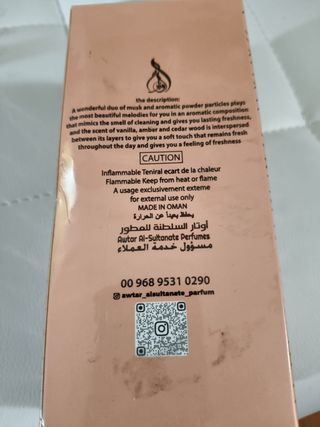 the description:
A wonderful duo of musk and aromatic powder particles plays
the most beautiful melodies for you in an aromatic composition
that mimics the smell of cleaning and gives you lasting freshness,
and the scent of vanilla, amber and cedar wood is interpersed
between its layers to give you a soft touch that remains fresh
throughout the day and gives you a feeling of freshness
CAUTION
Inflammable Teniral ecart de la chaleur
Flammable Keep from heat or flame
A usage exclusivement exteme
for external use only
MADE IN OMAN
يحفظ بعيداً عن الحرارة
أوتار السلطنة للعطور
Awtar Al-Sultanate Perfumes
مسؤول خدمة العملاء
00 968 9531 0290
awtar_alsultanate_parfum